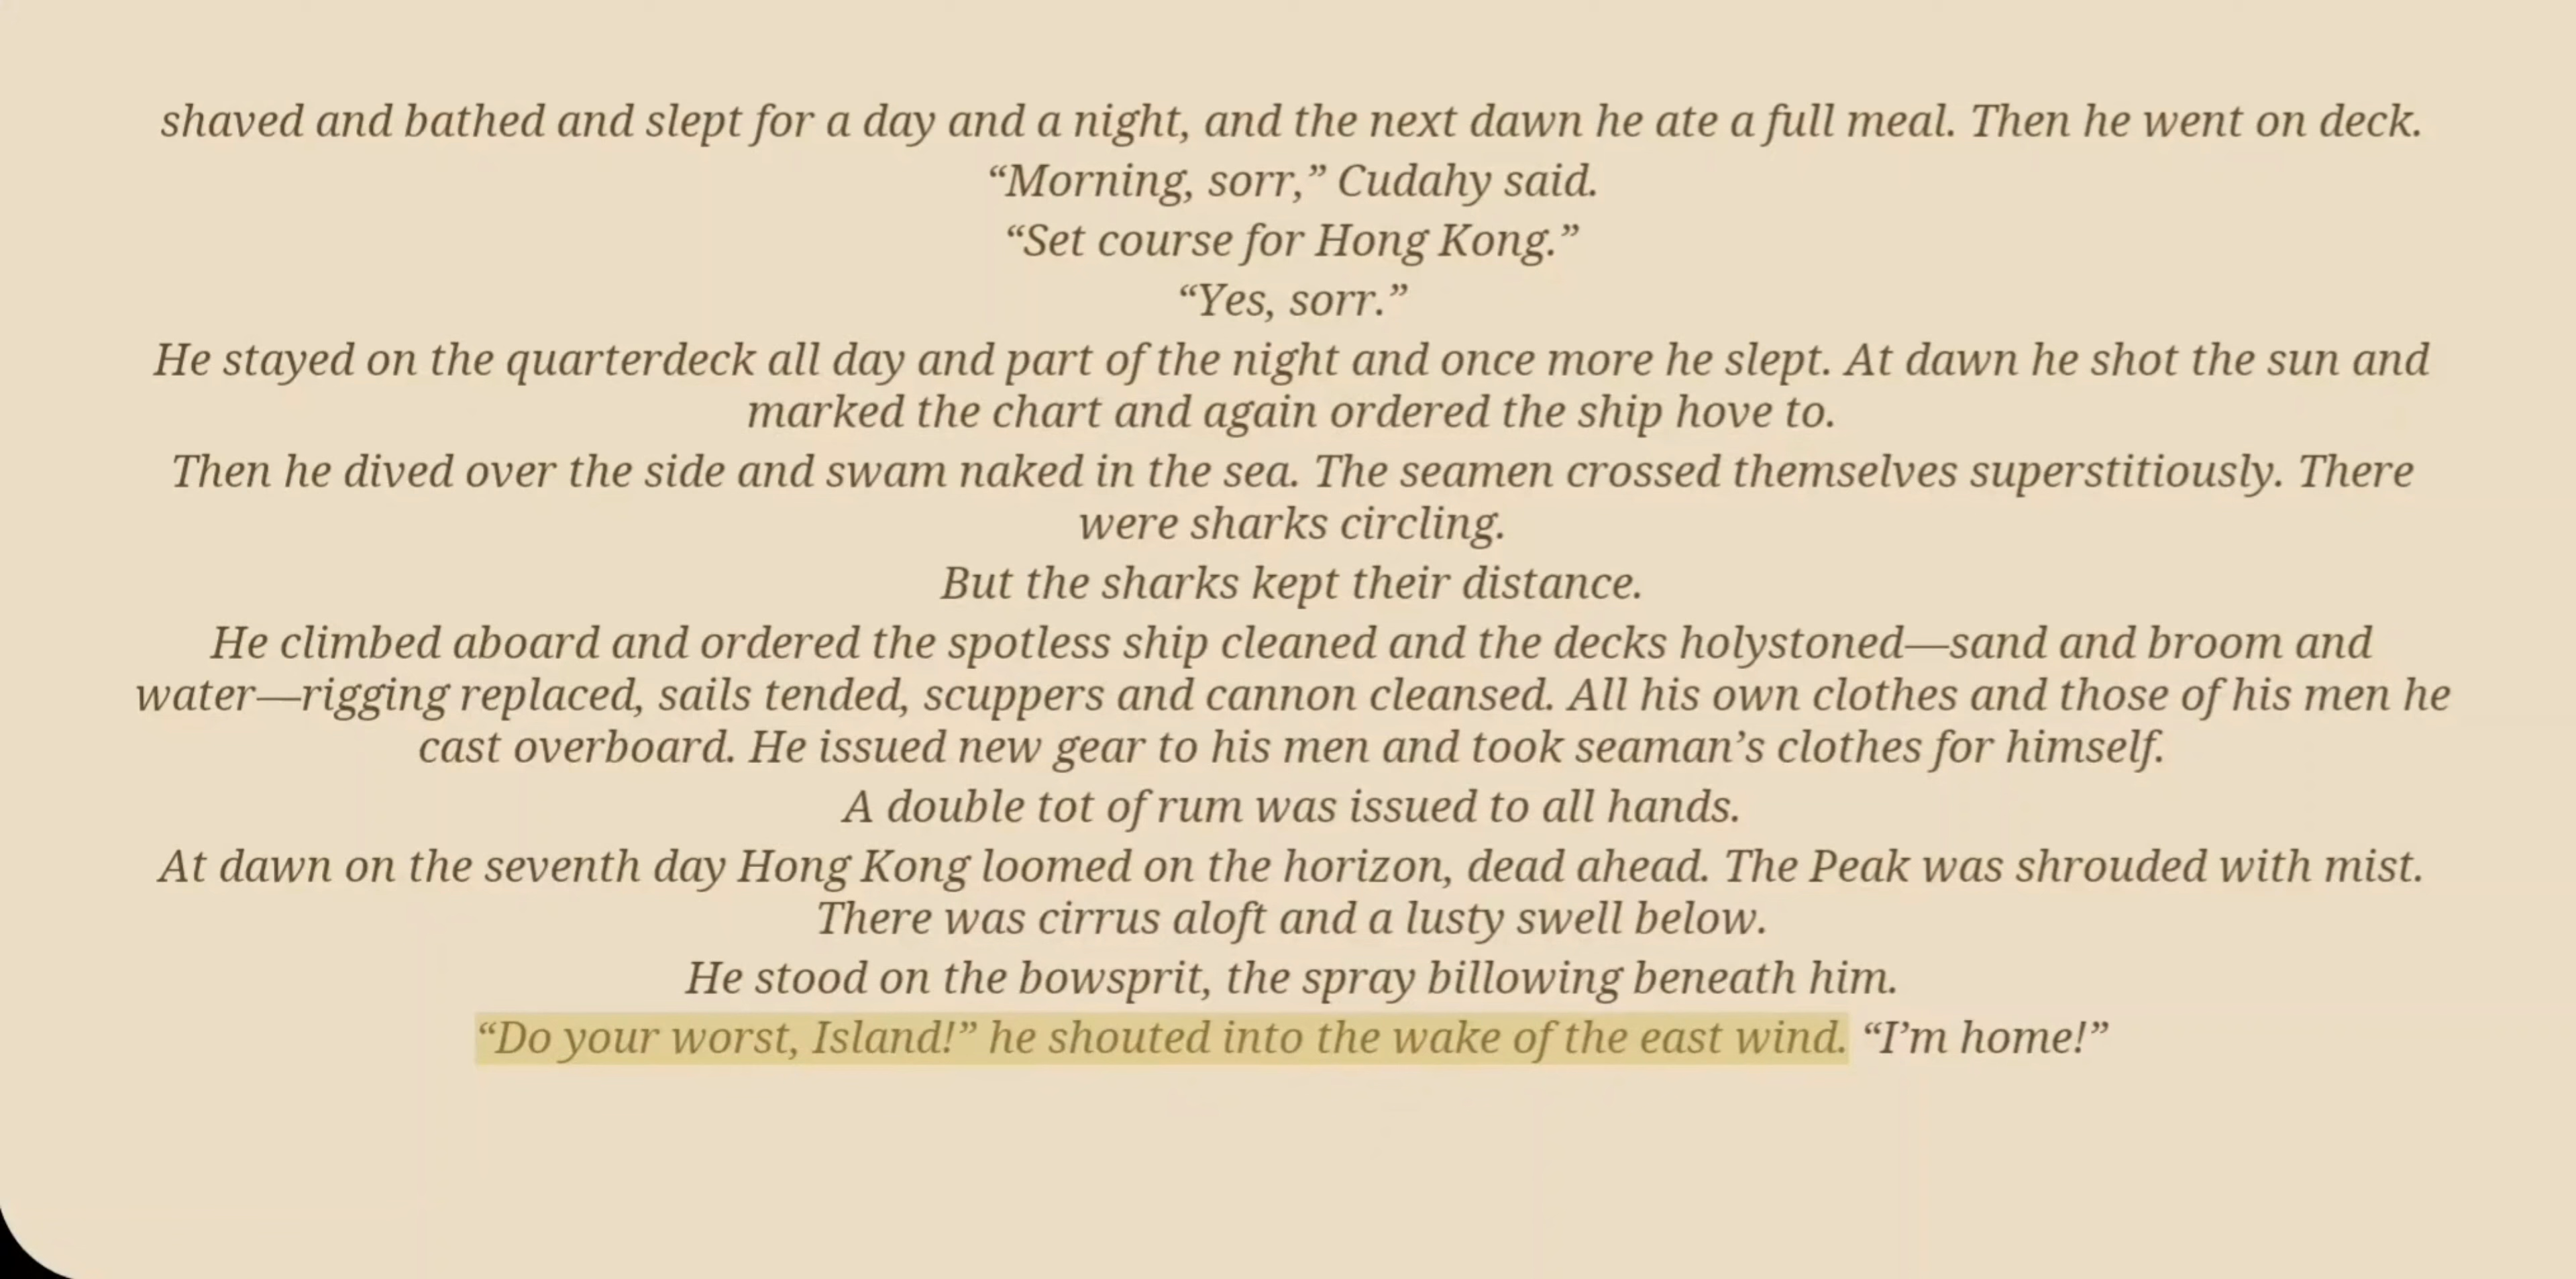 shaved and bathed and slept for a day and a night, and the next dawn he ate a full meal. Then he went on deck.
“Morning, sorr,” Cudahy said.
“Set course for Hong Kong.”
“Yes, sorr.”
He stayed on the quarterdeck all day and part of the night and once more he slept. At dawn he shot the sun and
marked the chart and again ordered the ship hove to.
Then he dived over the side and swam naked in the sea. The seamen crossed themselves superstitiously. There
were sharks circling.
But the sharks kept their distance.
He climbed aboard and ordered the spotless ship cleaned and the decks holystoned—sand and broom and
water—rigging replaced, sails tended, scuppers and cannon cleansed. All his own clothes and those of his men he
cast overboard. He issued new gear to his men and took seaman’s clothes for himself.
A double tot of rum was issued to all hands.
At dawn on the seventh day Hong Kong loomed on the horizon, dead ahead. The Peak was shrouded with mist.
There was cirrus aloft and a lusty swell below.
He stood on the bowsprit, the spray billowing beneath him.
“Do your worst, Island!” he shouted into the wake of the east wind. “I’m home!”